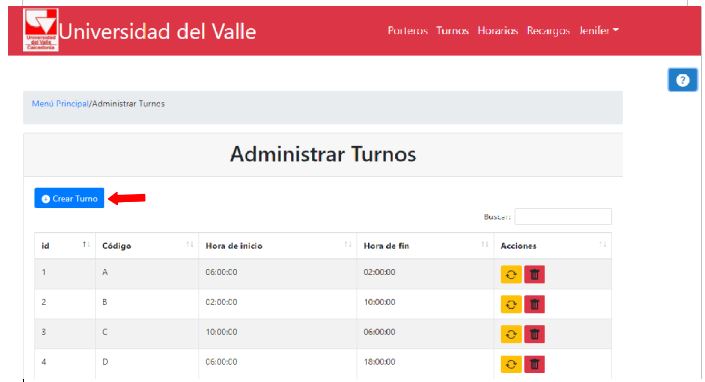 Universidad del Valle
Universidad del Valle
Caicedonia
Porteros Turnos Horarios Recargos Jenifer
Menú Principal/Administrar Turnos
Administrar Turnos
Crear Turno
Buscar:
id Código Hora de inicio Hora de fin Acciones
1 A 06:00:00 02:00:00
2 B 02:00:00 10:00:00
3 C 10:00:00 06:00:00
4 D 06:00:00 18:00:00